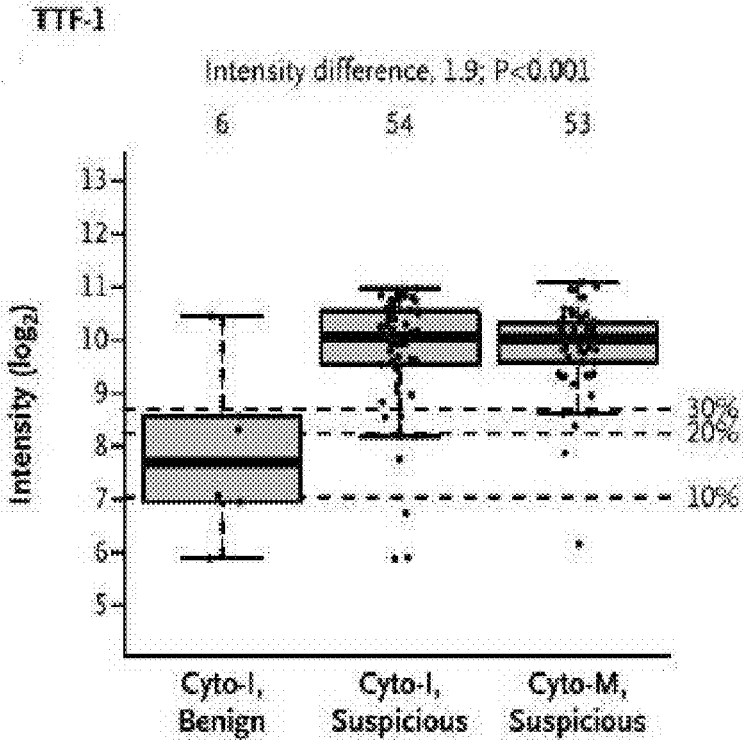 TTF-1
Intensity difference, 1.9; P<0.001
6 54 53
13
12
11
10
9
8
7
6
5
Intensity (log2)
30%
20%
10%
Cyto-I, Benign
Cyto-I, Suspicious
Cyto-M, Suspicious